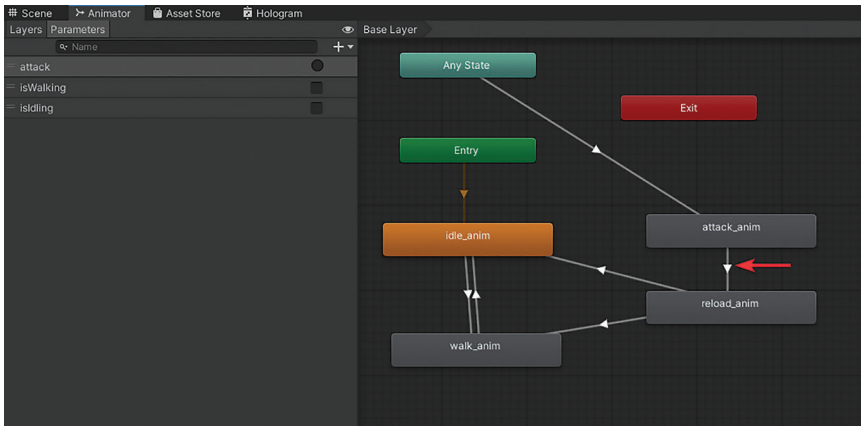 Scene Animator Asset Store Hologram
Layers Parameters Base Layer
Name
attack
isWalking
isIdling
Any State
Exit
Entry
attack_anim
idle_anim
reload_anim
walk_anim